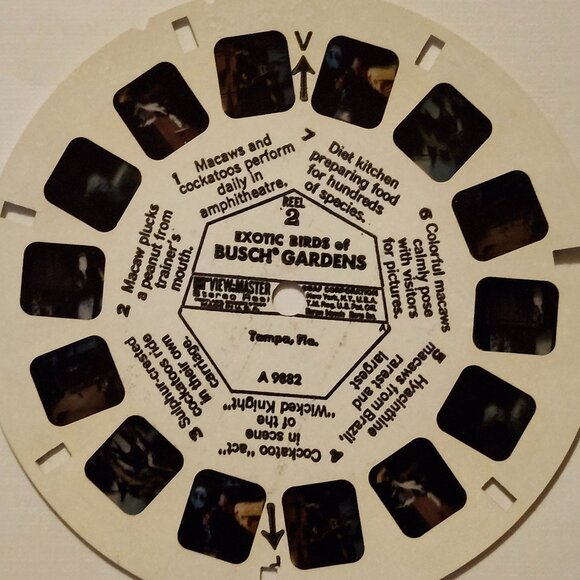 V
REEL
2
EXOTIC BIRDS of
BUSCH® GARDENS
VIEW-MASTER
Stereo Reel
GAF CORPORATION
New York, N.Y., U.S.A.
Tampa, Fla.
A 9882
1 Macaws and
cockatoos perform
daily in
amphitheatre.
2 Macaw plucks
a peanut from
trainer's
mouth.
3 Sulphur-crested
cockatoos ride
in their own
carriage.
4 Cockatoo "act"
in scene
of the
"Wicked Knight"
5 Hyacinthine
macaws from Brazil,
rarest and
largest
6 Colorful macaws
calmly pose
with visitors
for pictures.
7 Diet kitchen
preparing food
for hundreds
of species.